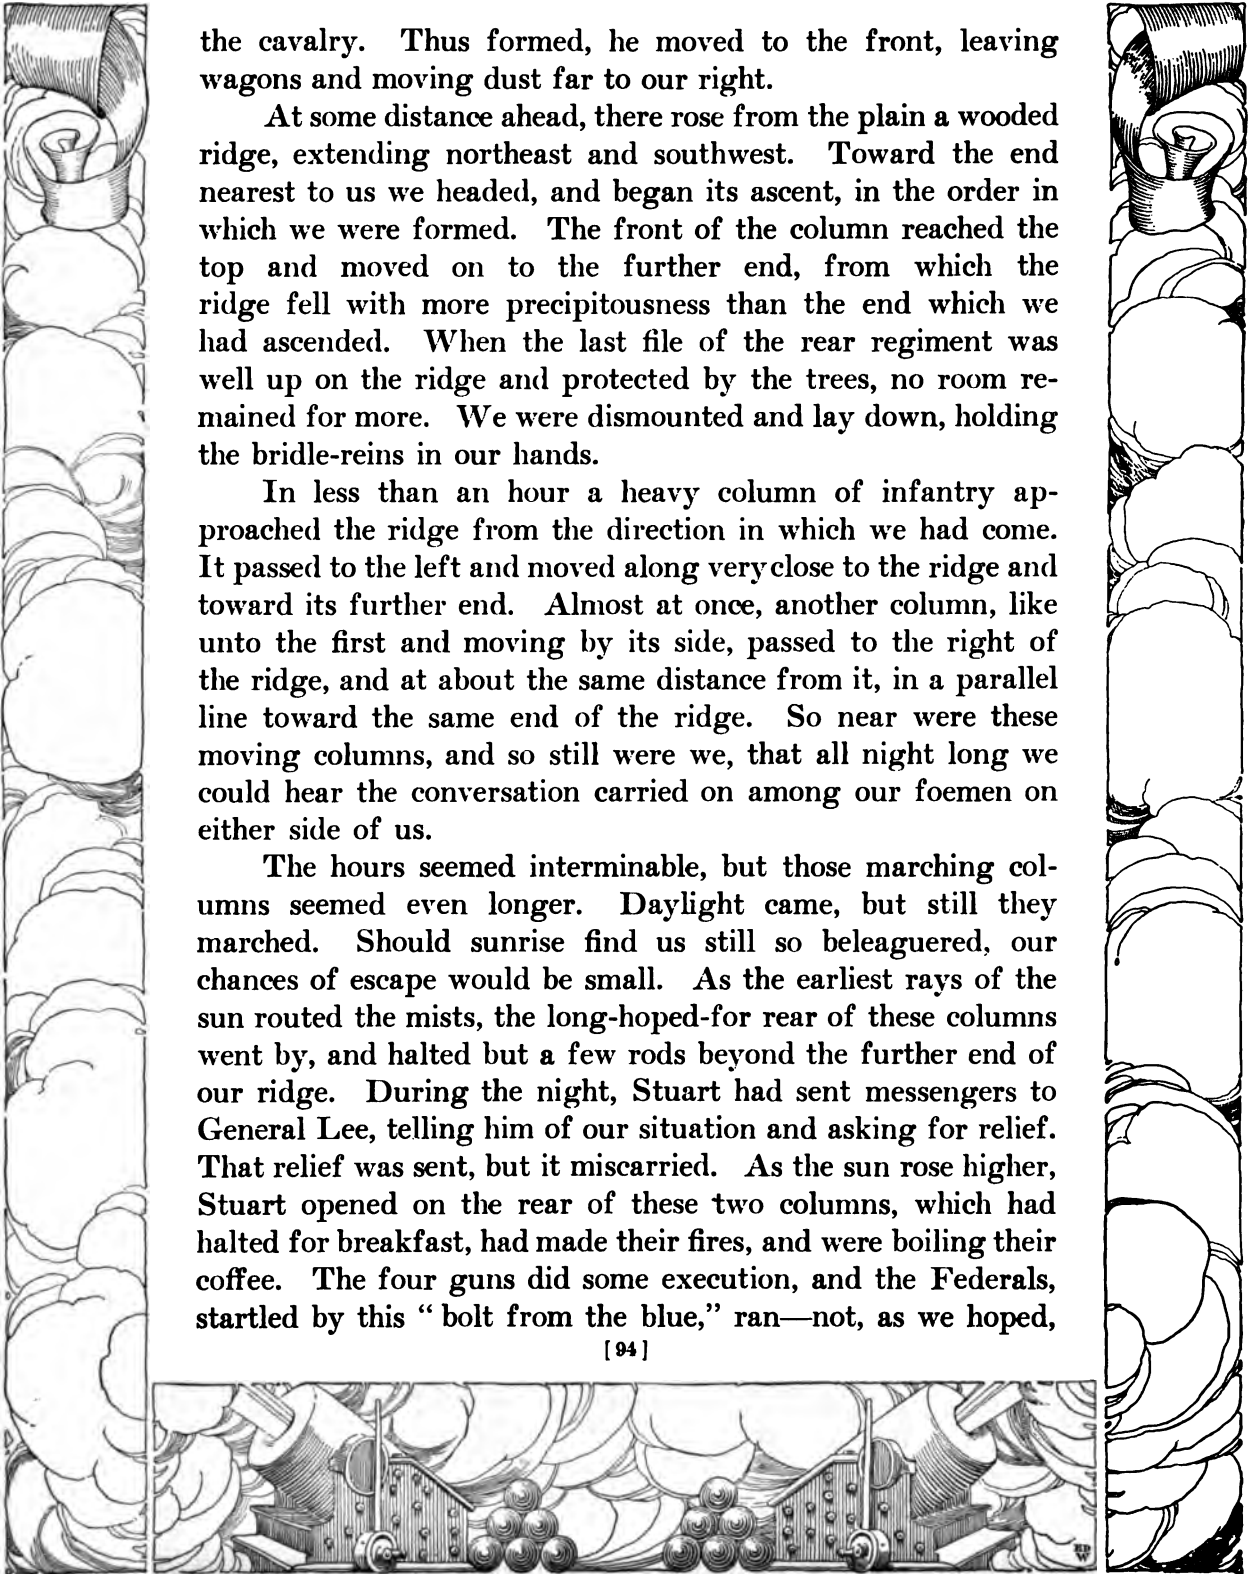 the cavalry. Thus formed, he moved to the front, leaving
wagons and moving dust far to our right.
At some distance ahead, there rose from the plain a wooded
ridge, extending northeast and southwest. Toward the end
nearest to us we headed, and began its ascent, in the order in
which we were formed. The front of the column reached the
top and moved on to the further end, from which the
ridge fell with more precipitousness than the end which we
had ascended. When the last file of the rear regiment was
well up on the ridge and protected by the trees, no room re-
mained for more. We were dismounted and lay down, holding
the bridle-reins in our hands.
In less than an hour a heavy column of infantry ap-
proached the ridge from the direction in which we had come.
It passed to the left and moved along very close to the ridge and
toward its further end. Almost at once, another column, like
unto the first and moving by its side, passed to the right of
the ridge, and at about the same distance from it, in a parallel
line toward the same end of the ridge. So near were these
moving columns, and so still were we, that all night long we
could hear the conversation carried on among our foemen on
either side of us.
The hours seemed interminable, but those marching col-
umns seemed even longer. Daylight came, but still they
marched. Should sunrise find us still so beleaguered, our
chances of escape would be small. As the earliest rays of the
sun routed the mists, the long-hoped-for rear of these columns
went by, and halted but a few rods beyond the further end of
our ridge. During the night, Stuart had sent messengers to
General Lee, telling him of our situation and asking for relief.
That relief was sent, but it miscarried. As the sun rose higher,
Stuart opened on the rear of these two columns, which had
halted for breakfast, had made their fires, and were boiling their
coffee. The four guns did some execution, and the Federals,
startled by this “ bolt from the blue,” ran—not, as we hoped,
[ 94 ]